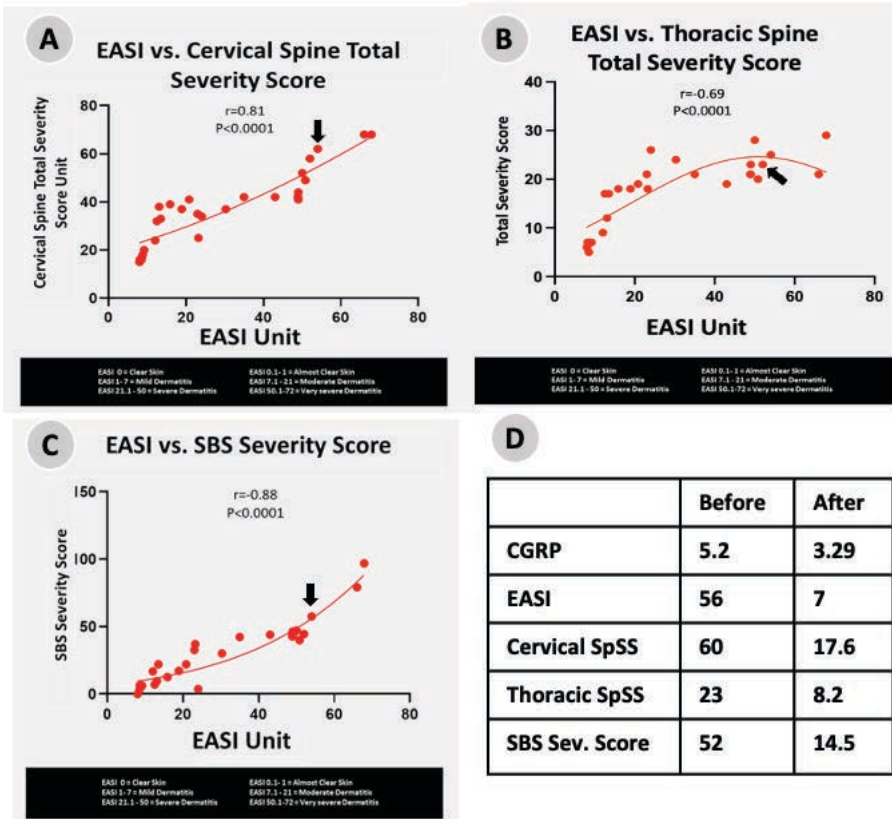 A
EASI vs. Cervical Spine Total
Severity Score
r=0.81
P<0.0001
Cervical Spine Total Severity
Score Unit
80
60
40
20
0
0 20 40 60 80
EASI Unit
EASI 0 = Clear Skin EASI 0.1- 1 = Almost Clear Skin
EASI 1- 7 = Mild Dermatitis EASI 7.1 - 21 = Moderate Dermatitis
EASI 21.1 - 50 = Severe Dermatitis EASI 50.1-72 = Very severe Dermatitis
B
EASI vs. Thoracic Spine
Total Severity Score
r=-0.69
P<0.0001
Total Severity Score
40
30
20
10
0
0 20 40 60 80
EASI Unit
EASI 0 = Clear Skin EASI 0.1- 1 = Almost Clear Skin
EASI 1- 7 = Mild Dermatitis EASI 7.1 - 21 = Moderate Dermatitis
EASI 21.1 - 50 = Severe Dermatitis EASI 50.1-72 = Very severe Dermatitis
C
EASI vs. SBS Severity Score
r=-0.88
P<0.0001
SBS Severity Score
150
100
50
0
0 20 40 60 80
EASI Unit
EASI 0 = Clear Skin EASI 0.1- 1 = Almost Clear Skin
EASI 1- 7 = Mild Dermatitis EASI 7.1 - 21 = Moderate Dermatitis
EASI 21.1 - 50 = Severe Dermatitis EASI 50.1-72 = Very severe Dermatitis
D
Before After
CGRP 5.2 3.29
EASI 56 7
Cervical SpSS 60 17.6
Thoracic SpSS 23 8.2
SBS Sev. Score 52 14.5